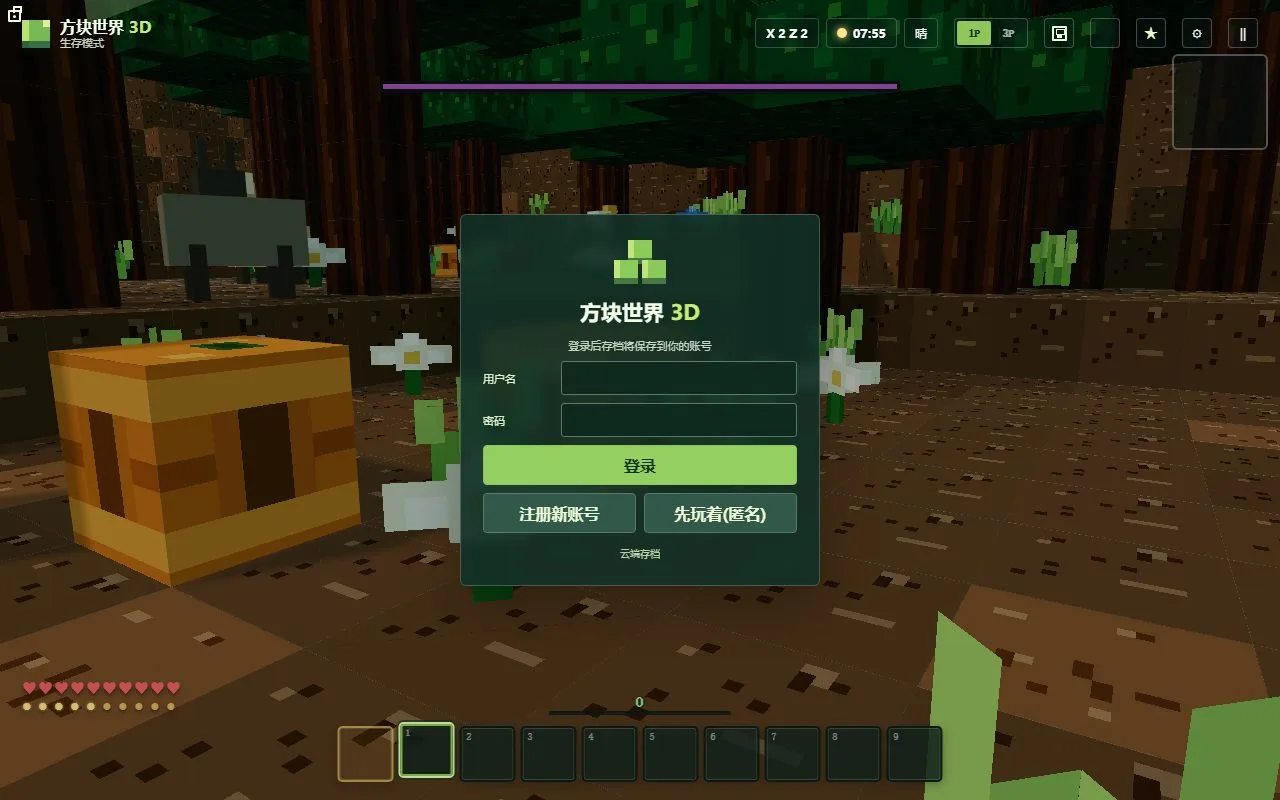 方块世界 3D
生存模式
X 2 Z 2
07:55
晴
1P
3P
方块世界 3D
登录后存档将保存到你的账号
用户名
密码
登录
注册新账号
先玩着(匿名)
云端存档
0
1 2 3 4 5 6 7 8 9